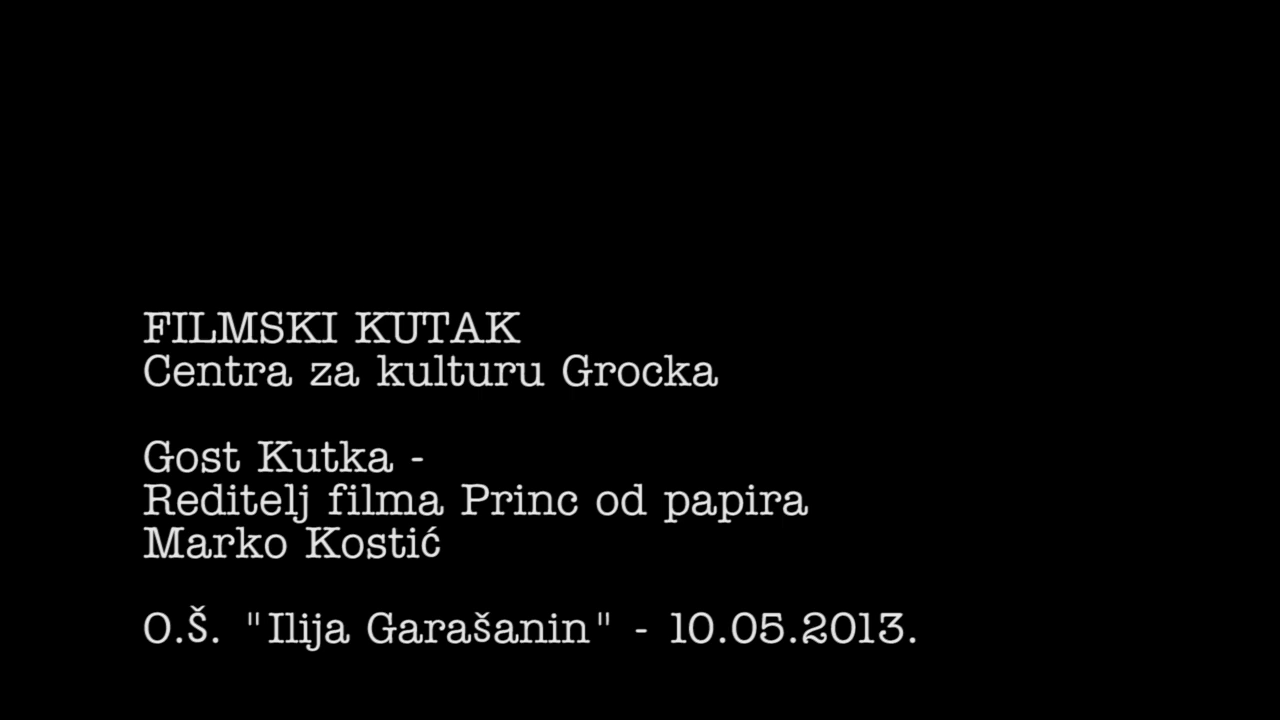 FILMSKI KUTAK
Centra za kulturu Grocka
Gost Kutka -
Reditelj filma Princ od papira
Marko Kostić
O.Š. "Ilija Garašanin" - 10.05.2013.